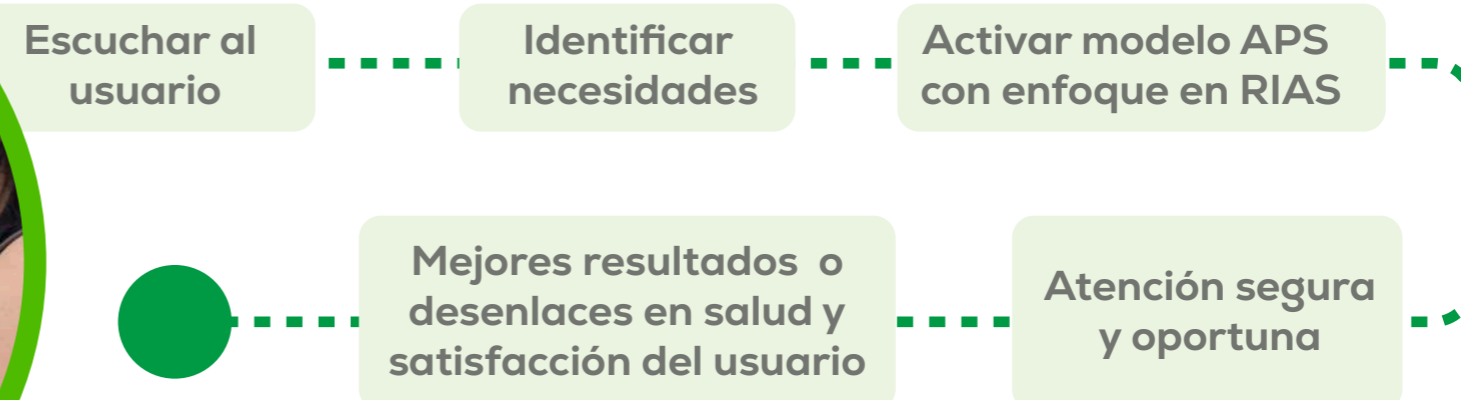 Escuchar al
usuario
Identificar
necesidades
Activar modelo APS
con enfoque en RIAS
Atención segura
y oportuna
Mejores resultados o
desenlaces en salud y
satisfacción del usuario